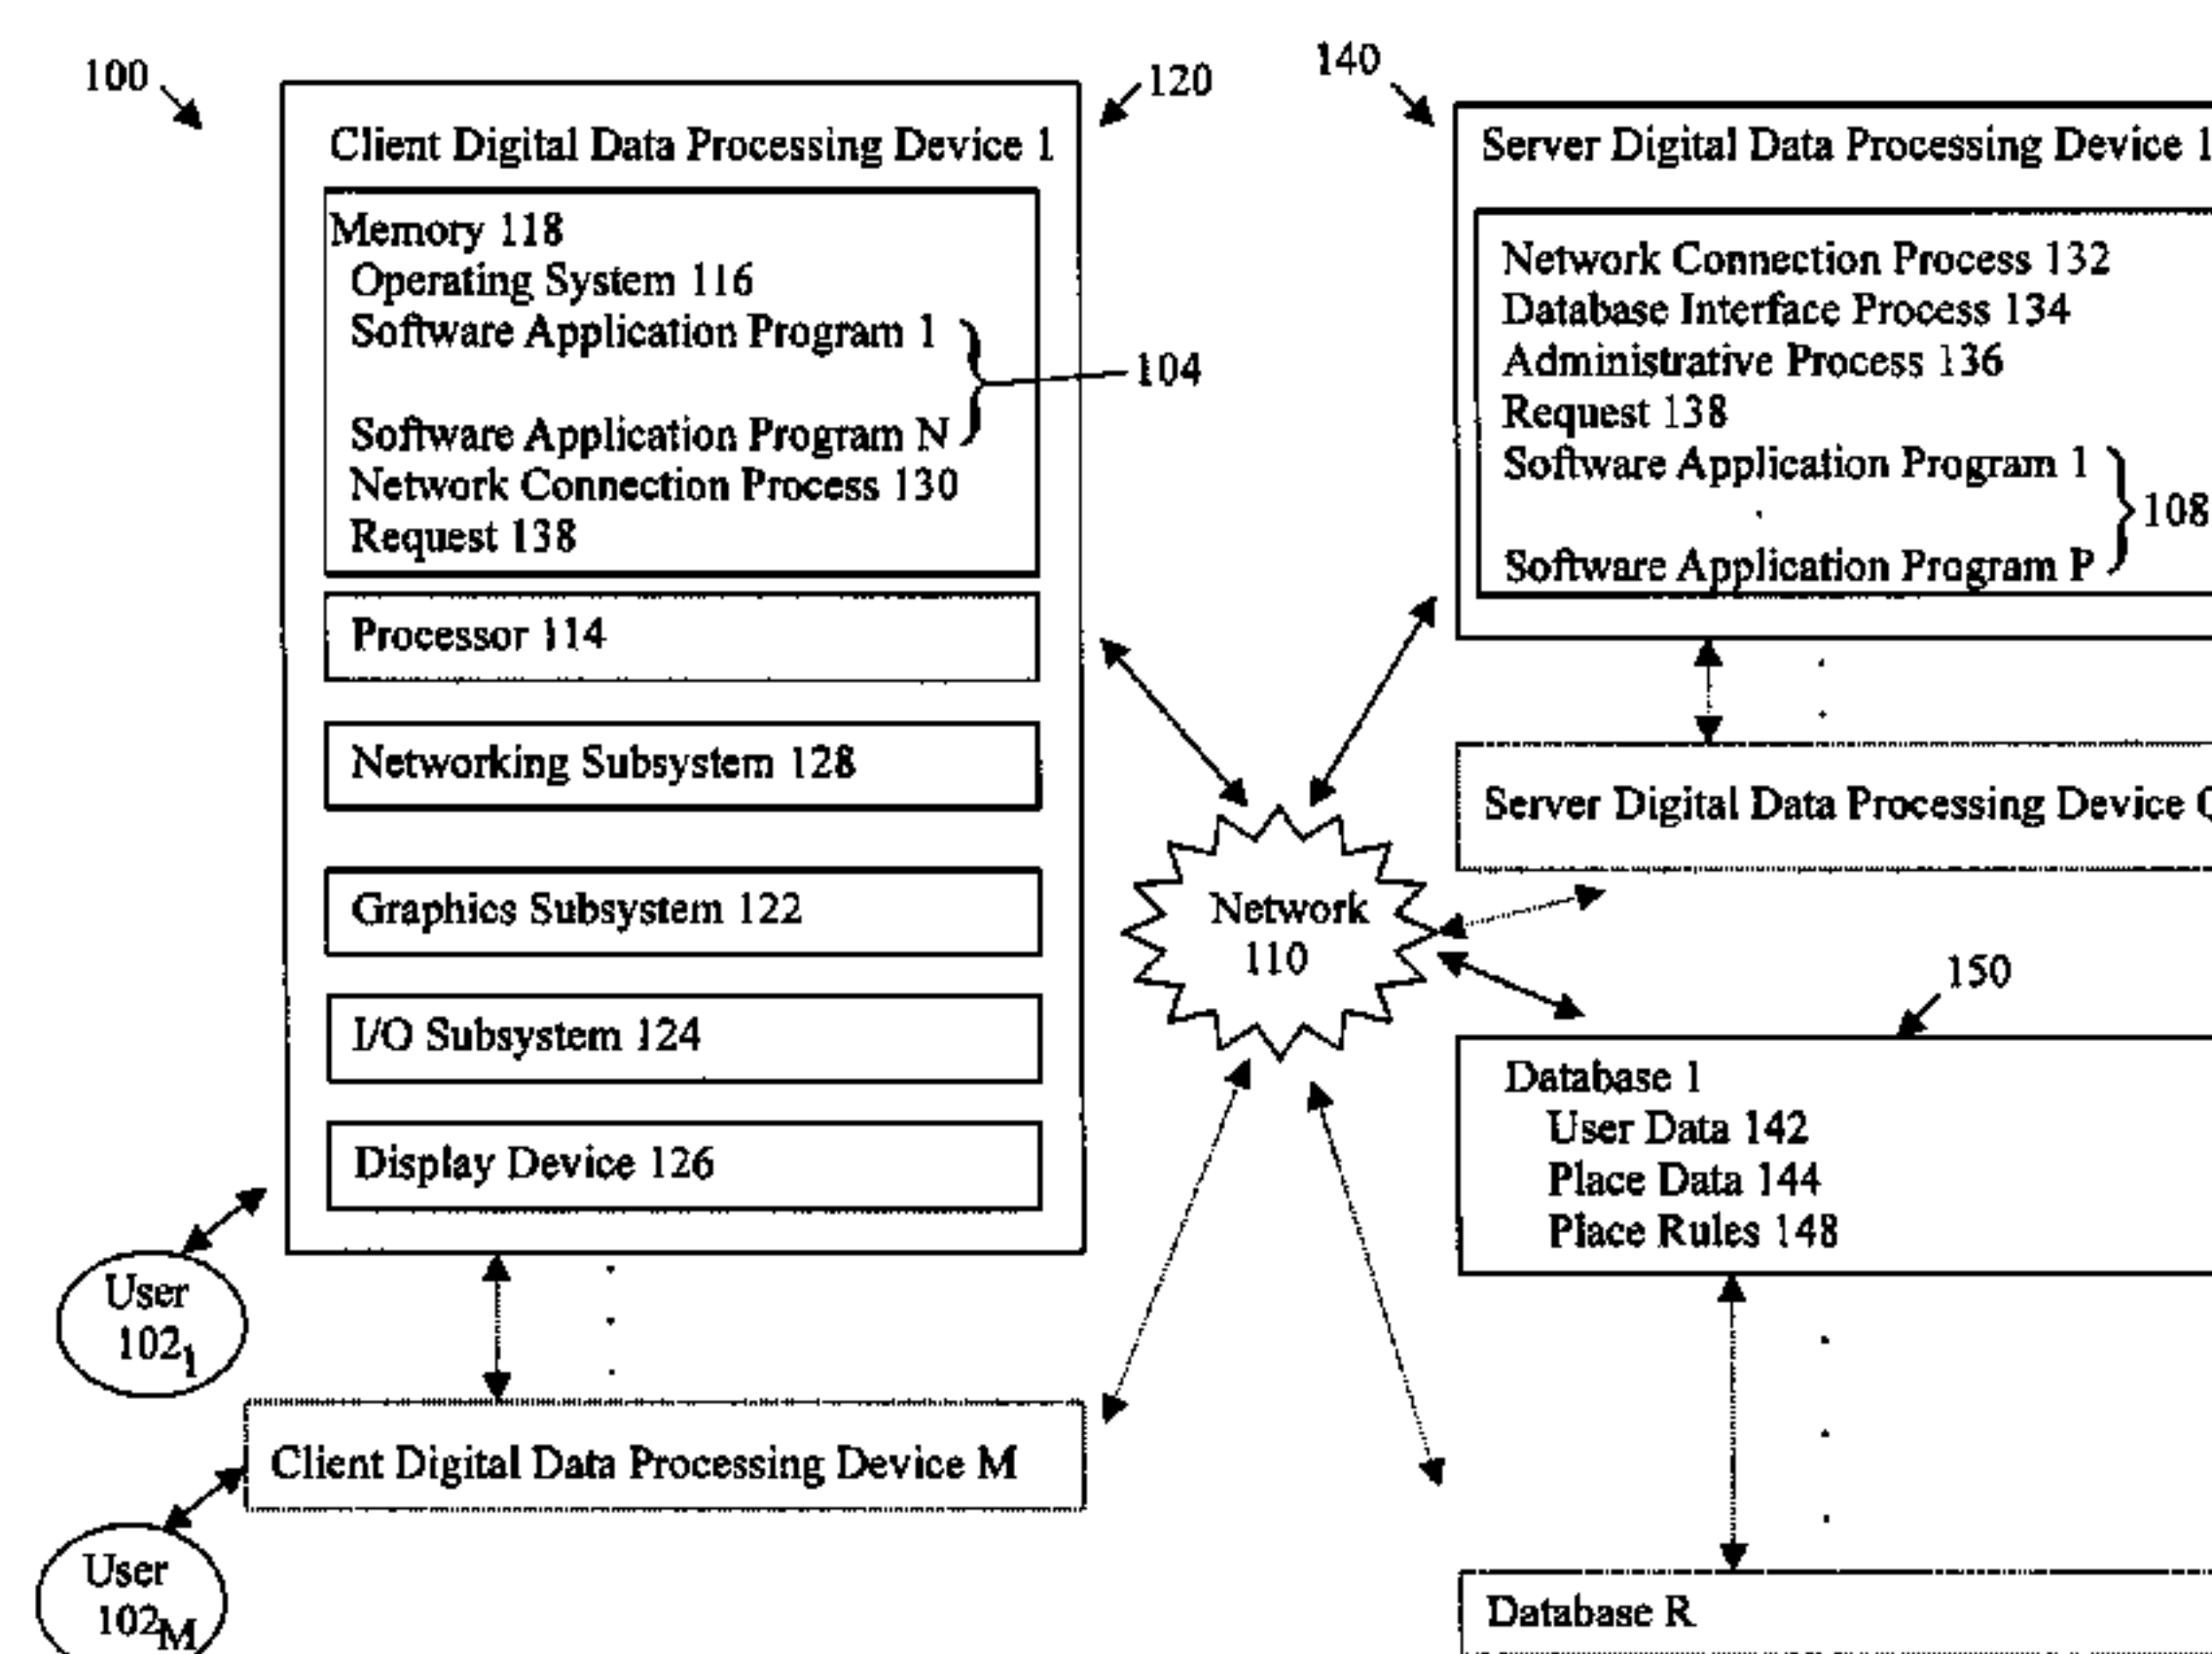 100
120
Client Digital Data Processing Device 1
Memory 118
Operating System 116
Software Application Program 1
104
Software Application Program N
Network Connection Process 130
Request 138
Processor 114
Networking Subsystem 128
Graphics Subsystem 122
I/O Subsystem 124
Display Device 126
User
102₁
Client Digital Data Processing Device M
User
102M
Network
110
140
Server Digital Data Processing Device 1
Network Connection Process 132
Database Interface Process 134
Administrative Process 136
Request 138
Software Application Program 1
108
Software Application Program P
Server Digital Data Processing Device
150
Database 1
User Data 142
Place Data 144
Place Rules 148
Database R